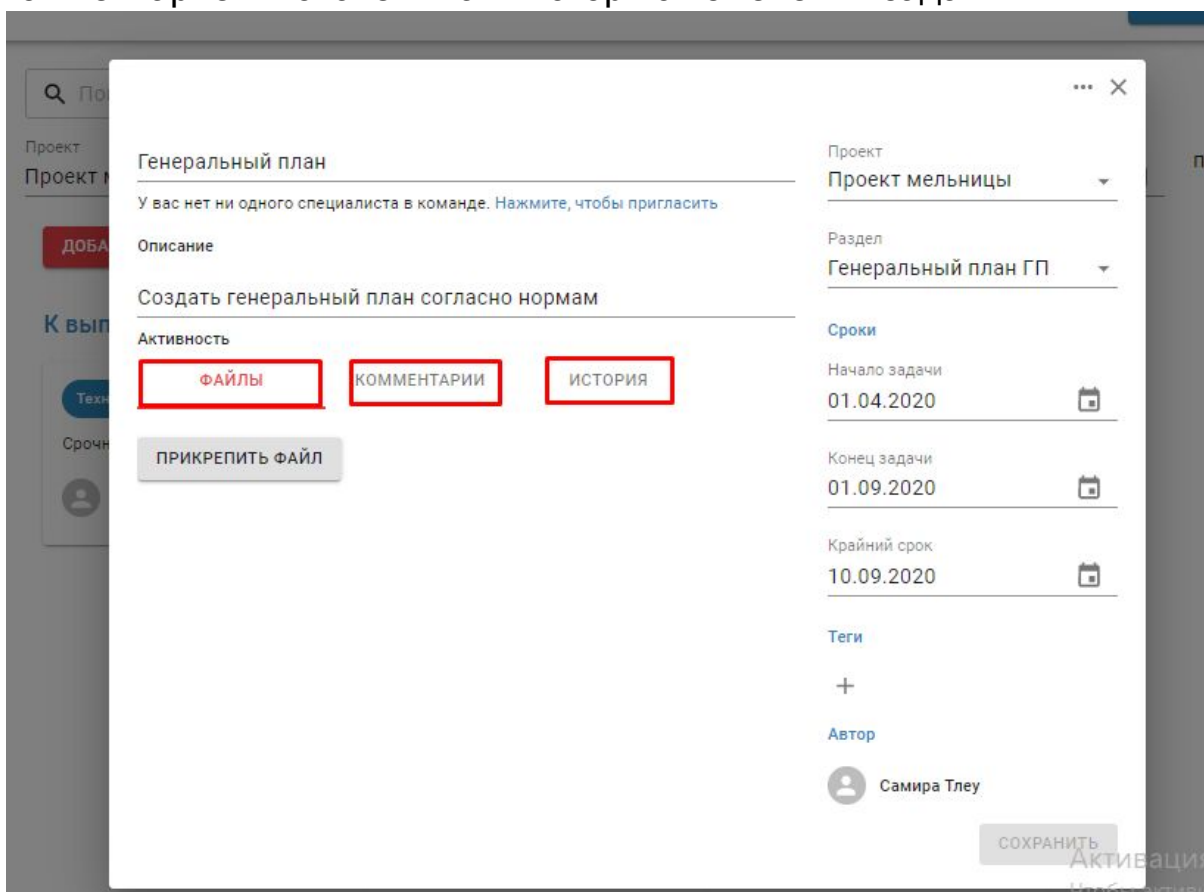 Проект
Проект
ДОБА
К вып
Техн
Срочн
Генеральный план
У вас нет ни одного специалиста в команде. Нажмите, чтобы пригласить
Описание
Создать генеральный план согласно нормам
Активность
ФАЙЛЫ
КОММЕНТАРИИ
ИСТОРИЯ
ПРИКРЕПИТЬ ФАЙЛ
Проект
Проект мельницы
Раздел
Генеральный план ГП
Сроки
Начало задачи
01.04.2020
Конец задачи
01.09.2020
Крайний срок
10.09.2020
Теги
Автор
Самира Тлеу
СОХРАНИТЬ
Активация